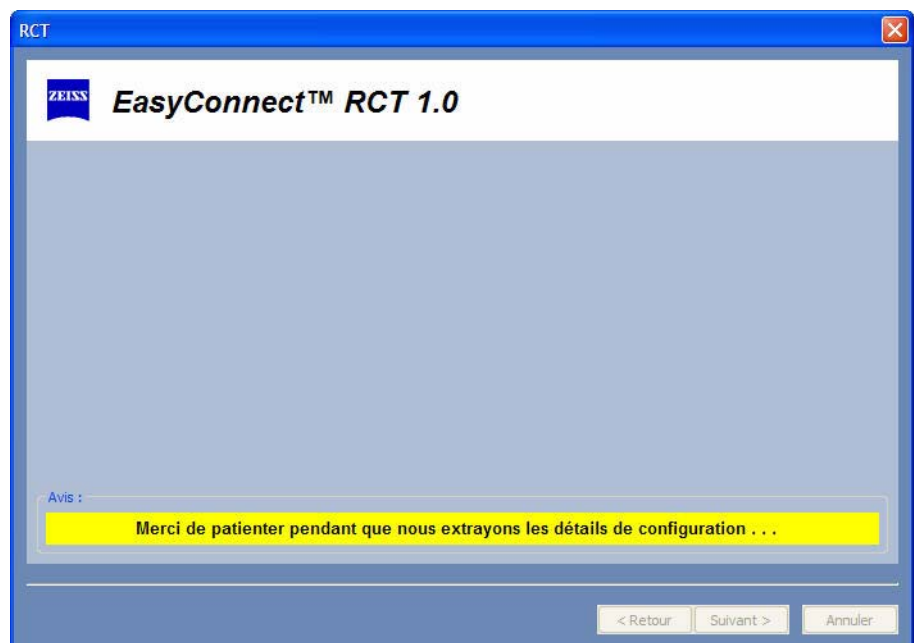 RCT
ZEISS
EasyConnect™ RCT 1.0
Avis :
Merci de patienter pendant que nous extrayons les détails de configuration . . .
< Retour
Suivant >
Annuler